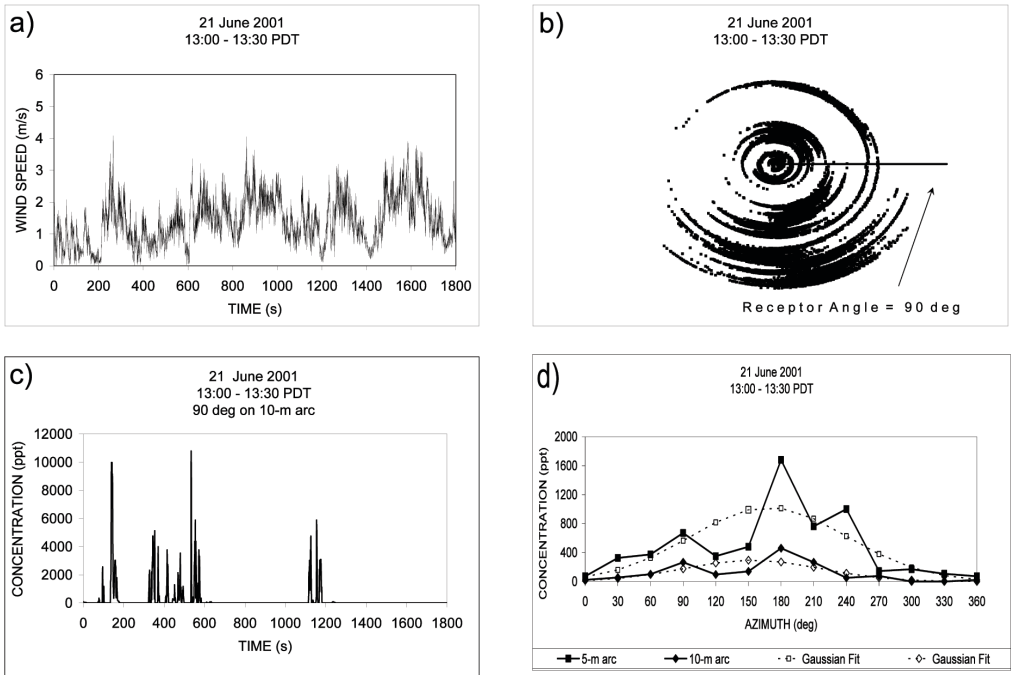 a)
21 June 2001
13:00 - 13:30 PDT
WIND SPEED (m/s)
6
5
4
3
2
1
0
0 200 400 600 800 1000 1200 1400 1600 1800
TIME (s)
b)
21 June 2001
13:00 - 13:30 PDT
Receptor Angle = 90 deg
c)
21 June 2001
13:00 - 13:30 PDT
90 deg on 10-m arc
CONCENTRATION (ppt)
12000
10000
8000
6000
4000
2000
0
0 200 400 600 800 1000 1200 1400 1600 1800
TIME (s)
d)
21 June 2001
13:00 - 13:30 PDT
CONCENTRATION (ppt)
2000
1600
1200
800
400
0
0 30 60 90 120 150 180 210 240 270 300 330 360
AZIMUTH (deg)
5-m arc 10-m arc Gaussian Fit Gaussian Fit